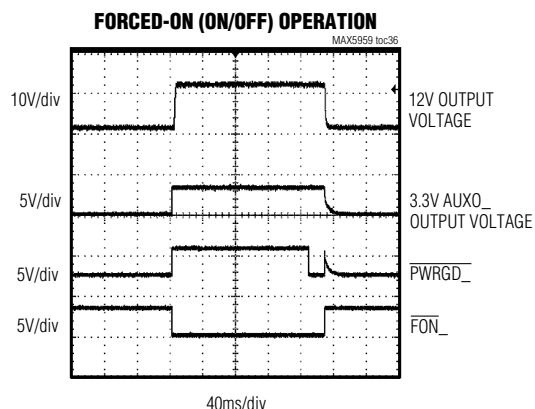 FORCED-ON (ON/OFF) OPERATION
MAX5959 toc36
10V/div
12V OUTPUT
VOLTAGE
5V/div
3.3V AUXO_
OUTPUT VOLTAGE
5V/div
PWRGD_
5V/div
FON_
40ms/div